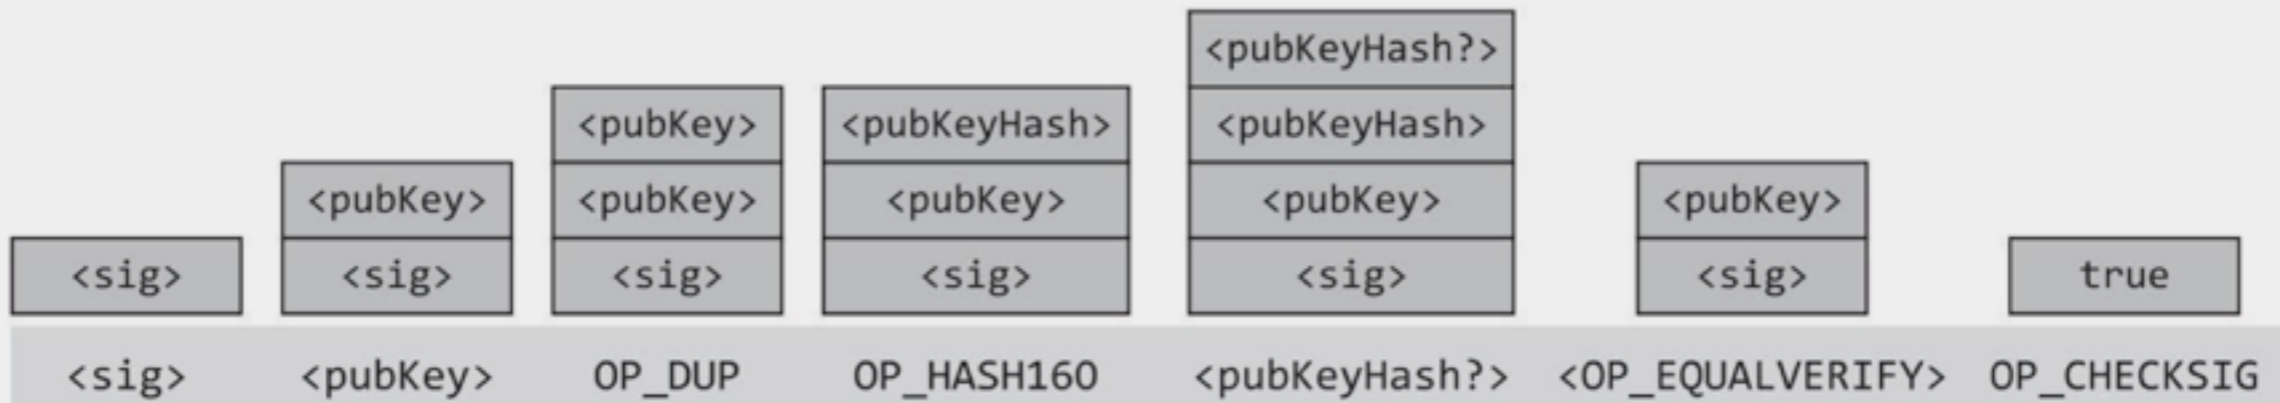 <pubKeyHash?>
<pubKey> <pubKeyHash> <pubKeyHash>
<pubKey> <pubKey> <pubKey> <pubKey> <pubKey>
<sig> <sig> <sig> <sig> <sig> <sig> true
<sig> <pubKey> OP_DUP OP_HASH160 <pubKeyHash?> <OP_EQUALVERIFY> OP_CHECKSIG